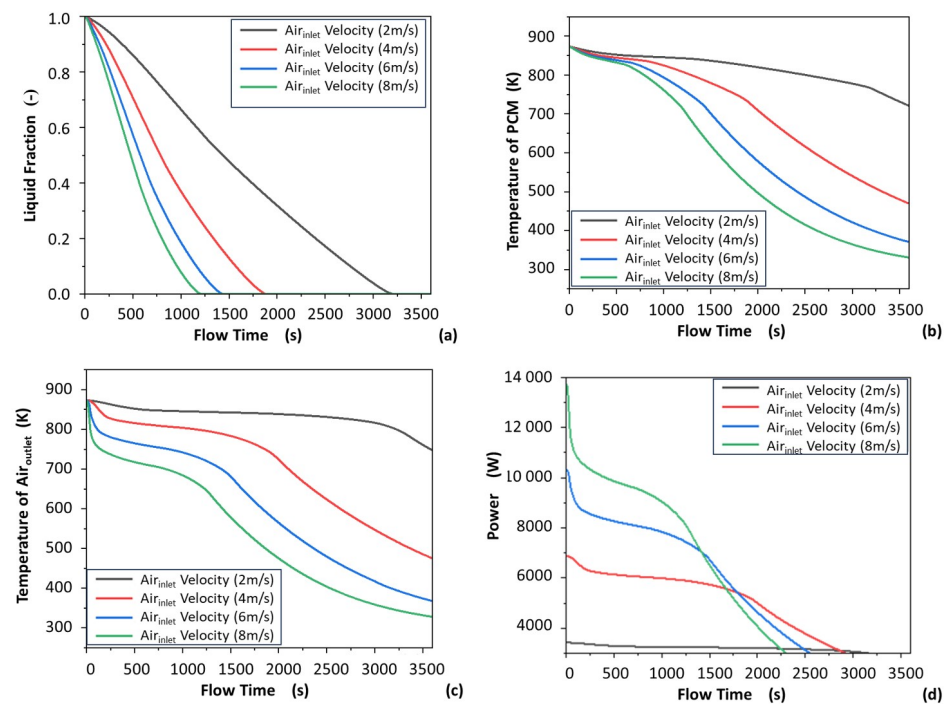 1.0
0.8
0.6
0.4
0.2
0.0
Liquid Fraction (-)
Air_inlet Velocity (2m/s)
Air_inlet Velocity (4m/s)
Air_inlet Velocity (6m/s)
Air_inlet Velocity (8m/s)
0 500 1000 1500 2000 2500 3000 3500
Flow Time (s)
(a)
900
800
700
600
500
400
300
Temperature of PCM (K)
Air_inlet Velocity (2m/s)
Air_inlet Velocity (4m/s)
Air_inlet Velocity (6m/s)
Air_inlet Velocity (8m/s)
0 500 1000 1500 2000 2500 3000 3500
Flow Time (s)
(b)
900
800
700
600
500
400
300
Temperature of Air_outlet (K)
Air_inlet Velocity (2m/s)
Air_inlet Velocity (4m/s)
Air_inlet Velocity (6m/s)
Air_inlet Velocity (8m/s)
0 500 1000 1500 2000 2500 3000 3500
Flow Time (s)
(c)
14 000
12 000
10 000
8000
6000
4000
Power (W)
Air_inlet Velocity (2m/s)
Air_inlet Velocity (4m/s)
Air_inlet Velocity (6m/s)
Air_inlet Velocity (8m/s)
0 500 1000 1500 2000 2500 3000 3500
Flow Time (s)
(d)